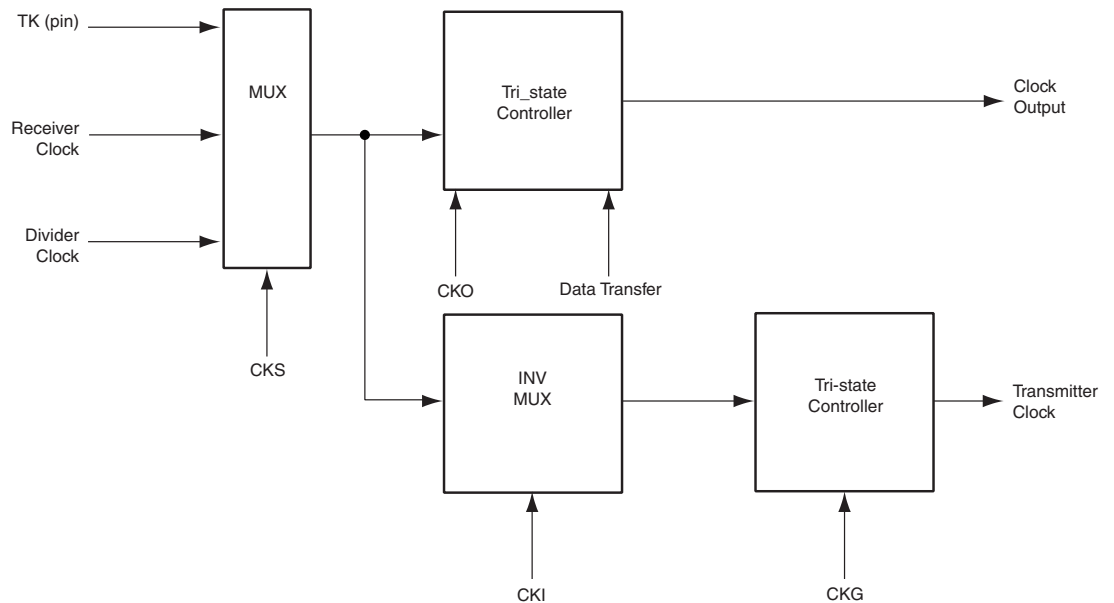 TK (pin)
MUX
Tri_state
Controller
Clock
Output
Receiver
Clock
Divider
Clock
CKO
Data Transfer
CKS
INV
MUX
Tri-state
Controller
Transmitter
Clock
CKI
CKG